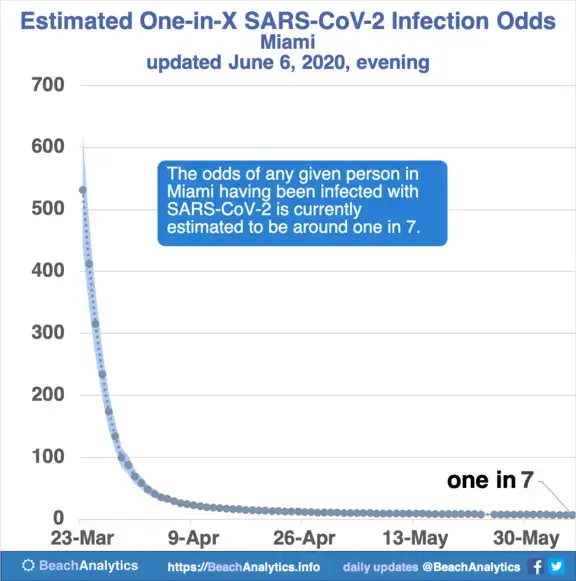 Estimated One-in-X SARS-CoV-2 Infection Odds
Miami
updated June 6, 2020, evening
700
600
The odds of any given person in
Miami having been infected with
SARS-CoV-2 is currently
estimated to be around one in 7.
500
400
300
200
100
one in 7
0
23-Mar 9-Apr 26-Apr 13-May 30-May
BeachAnalytics https://BeachAnalytics.info daily updates @BeachAnalytics